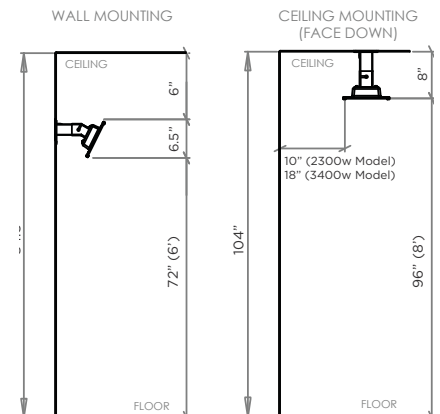 WALL MOUNTING
CEILING
6"
6.5"
72" (6')
FLOOR
CEILING MOUNTING
(FACE DOWN)
CEILING
8"
10" (2300w Model)
18" (3400w Model)
104"
96" (8')
FLOOR